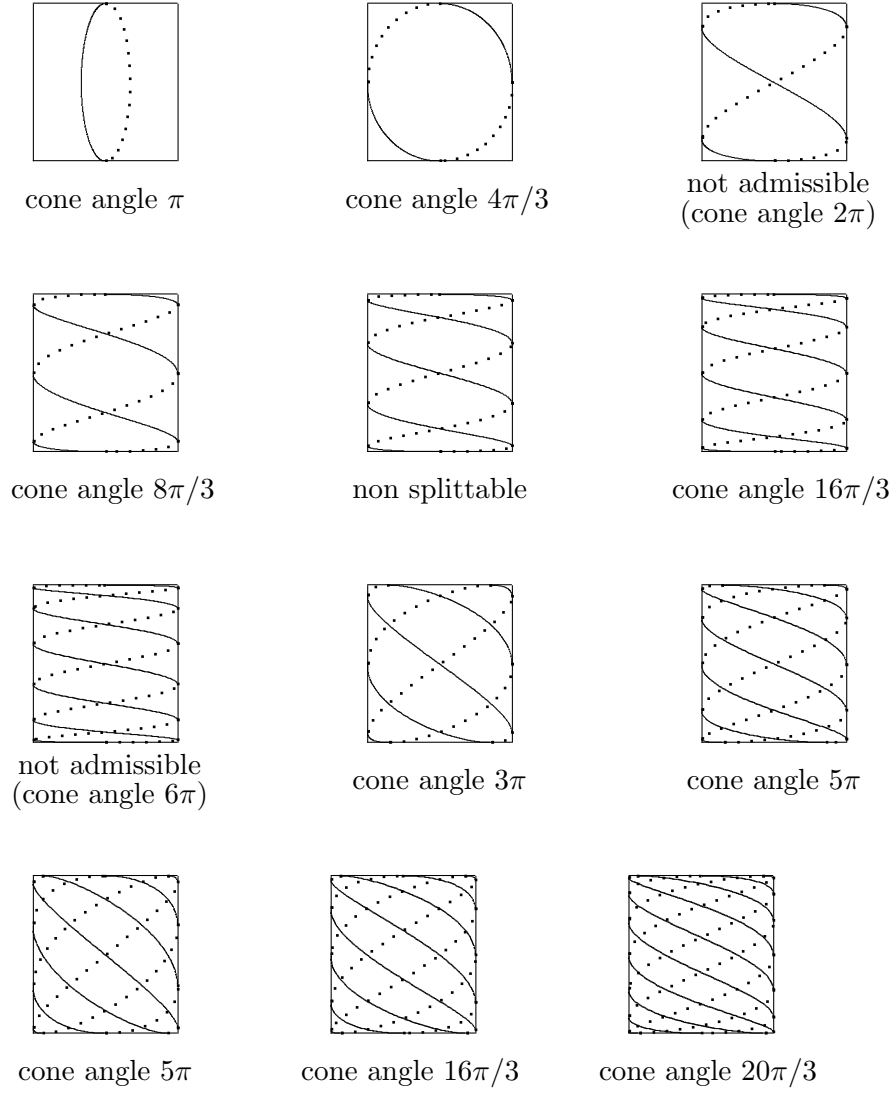 cone angle π
cone angle 4π/3
not admissible
(cone angle 2π)
cone angle 8π/3
non splittable
cone angle 16π/3
not admissible
(cone angle 6π)
cone angle 3π
cone angle 5π
cone angle 5π
cone angle 16π/3
cone angle 20π/3